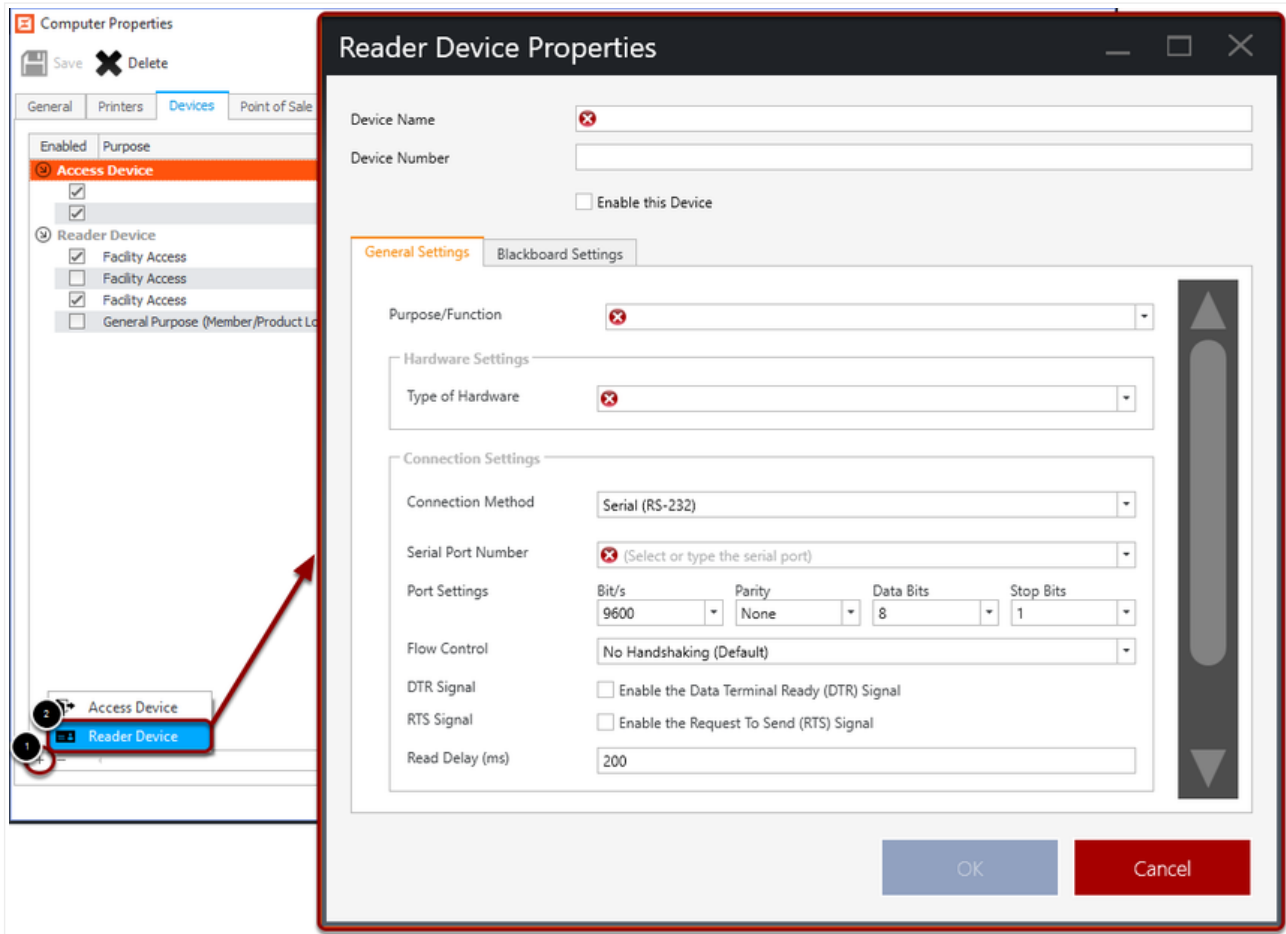 Computer Properties
Save Delete
General Printers Devices Point of Sale
Enabled Purpose
Access Device
Reader Device
Facility Access
Facility Access
Facility Access
General Purpose (Member/Product Lo
2 Access Device
Reader Device
1
Reader Device Properties
Device Name
Device Number
Enable this Device
General Settings Blackboard Settings
Purpose/Function
Hardware Settings
Type of Hardware
Connection Settings
Connection Method Serial (RS-232)
Serial Port Number (Select or type the serial port)
Port Settings Bit/s Parity Data Bits Stop Bits
9600 None 8 1
Flow Control No Handshaking (Default)
DTR Signal Enable the Data Terminal Ready (DTR) Signal
RTS Signal Enable the Request To Send (RTS) Signal
Read Delay (ms) 200
OK Cancel